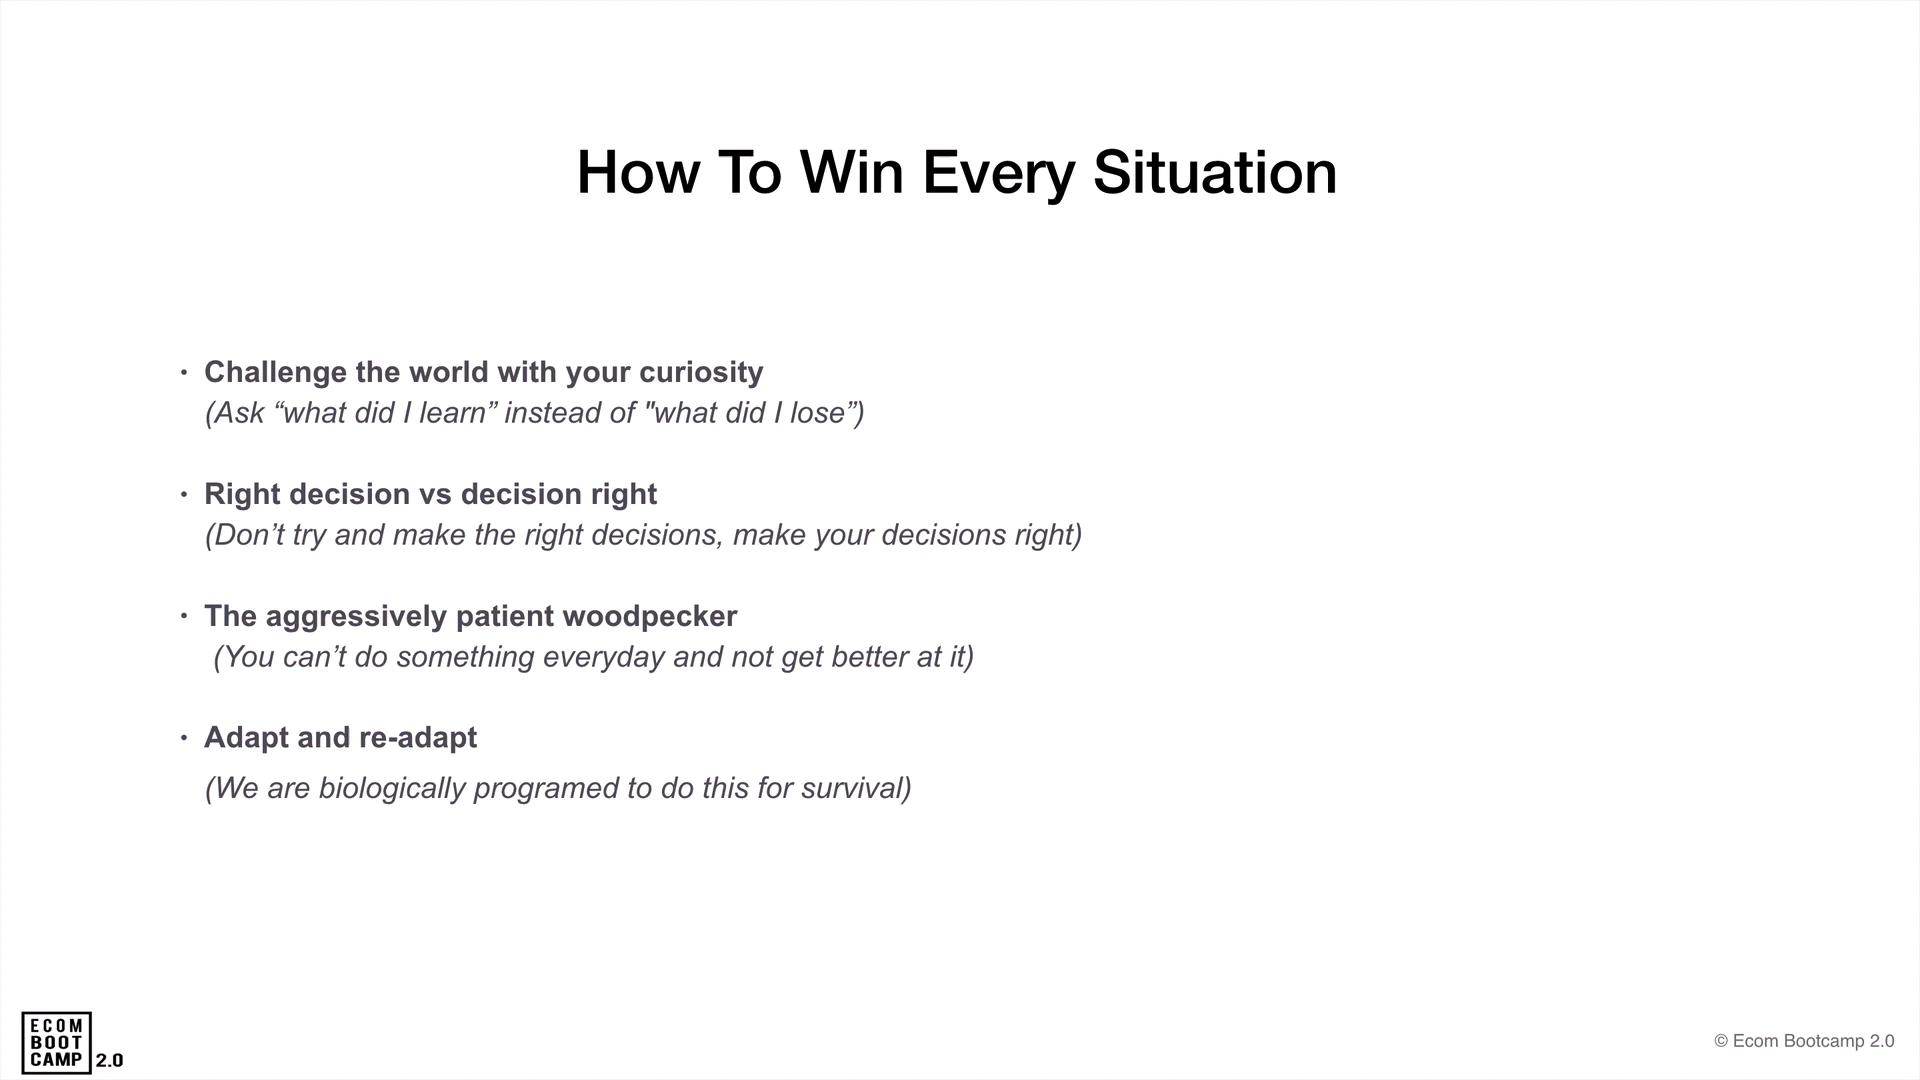 How To Win Every Situation
• Challenge the world with your curiosity
(Ask “what did I learn” instead of "what did I lose”)
• Right decision vs decision right
(Don’t try and make the right decisions, make your decisions right)
• The aggressively patient woodpecker
(You can’t do something everyday and not get better at it)
• Adapt and re-adapt
(We are biologically programed to do this for survival)
ECOM
BOOT
CAMP 2.0
© Ecom Bootcamp 2.0